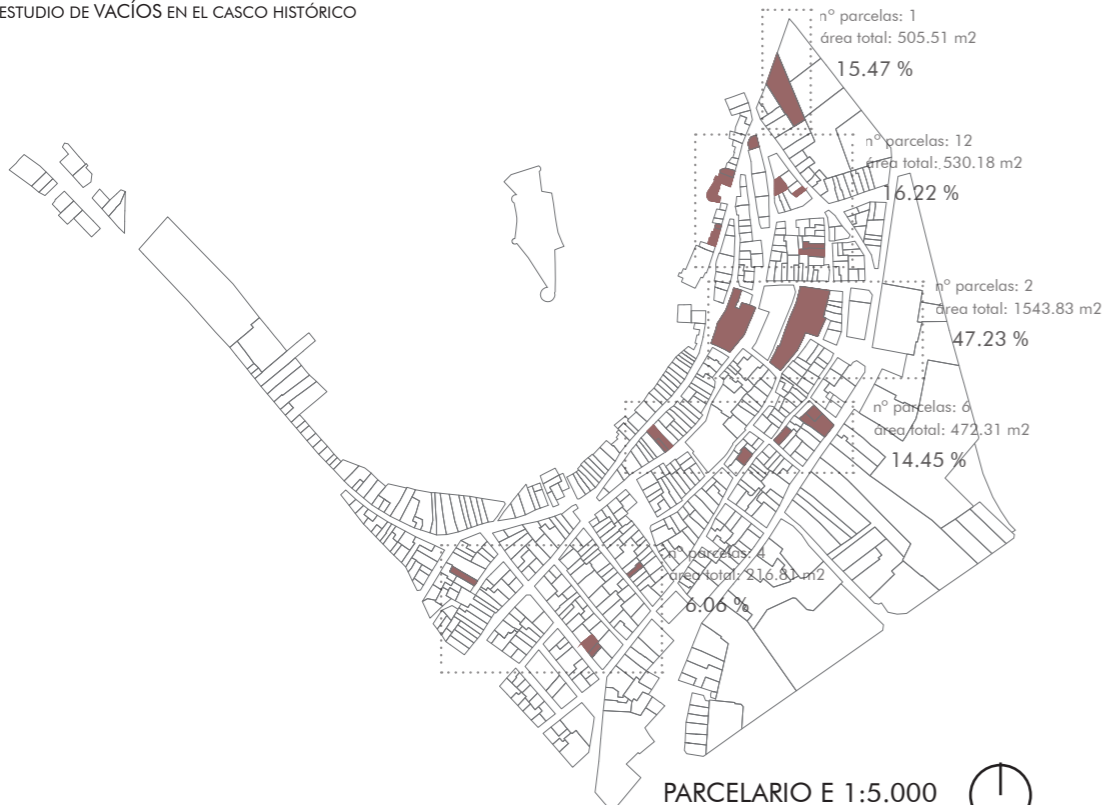 ESTUDIO DE VACÍOS EN EL CASCO HISTÓRICO
nº parcelas: 1
área total: 505.51 m2
15.47 %
nº parcelas: 12
área total: 530.18 m2
16.22 %
nº parcelas: 2
área total: 1543.83 m2
47.23 %
nº parcelas: 6
área total: 472.31 m2
14.45 %
nº parcelas: 4
área total: 216.81 m2
6.06 %
PARCELARIO E 1:5.000